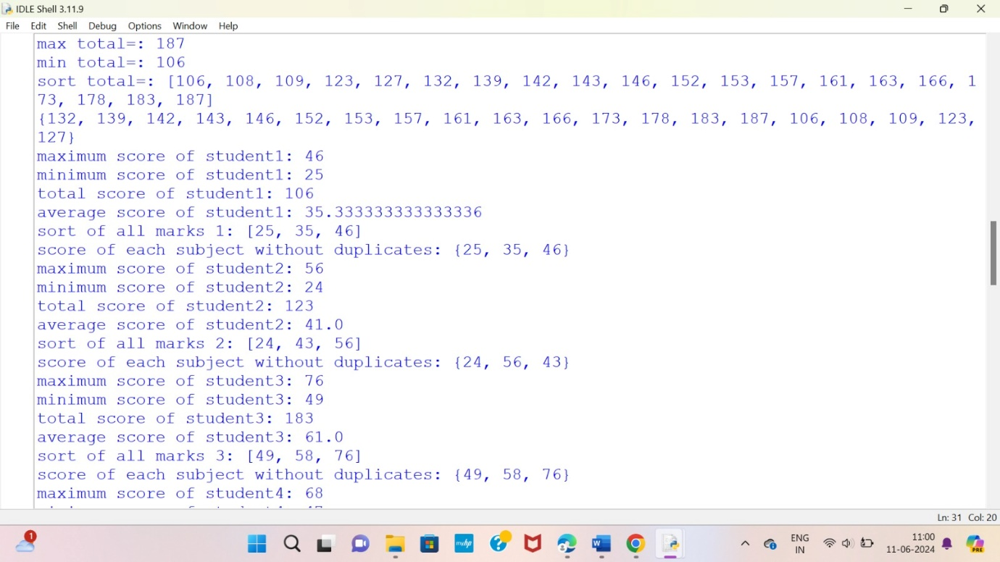 IDLE Shell 3.11.9
File Edit Shell Debug Options Window Help
max total=: 187
min total=: 106
sort total=: [106, 108, 109, 123, 127, 132, 139, 142, 143, 146, 152, 153, 157, 161, 163, 166, 1
73, 178, 183, 187]
{132, 139, 142, 143, 146, 152, 153, 157, 161, 163, 166, 173, 178, 183, 187, 106, 108, 109, 123,
127}
maximum score of student1: 46
minimum score of student1: 25
total score of student1: 106
average score of student1: 35.333333333333336
sort of all marks 1: [25, 35, 46]
score of each subject without duplicates: {25, 35, 46}
maximum score of student2: 56
minimum score of student2: 24
total score of student2: 123
average score of student2: 41.0
sort of all marks 2: [24, 43, 56]
score of each subject without duplicates: {24, 56, 43}
maximum score of student3: 76
minimum score of student3: 49
total score of student3: 183
average score of student3: 61.0
sort of all marks 3: [49, 58, 76]
score of each subject without duplicates: {49, 58, 76}
maximum score of student4: 68
Ln: 31 Col: 20
1
myhp
W
ENG
IN
11:00
11-06-2024
PRE